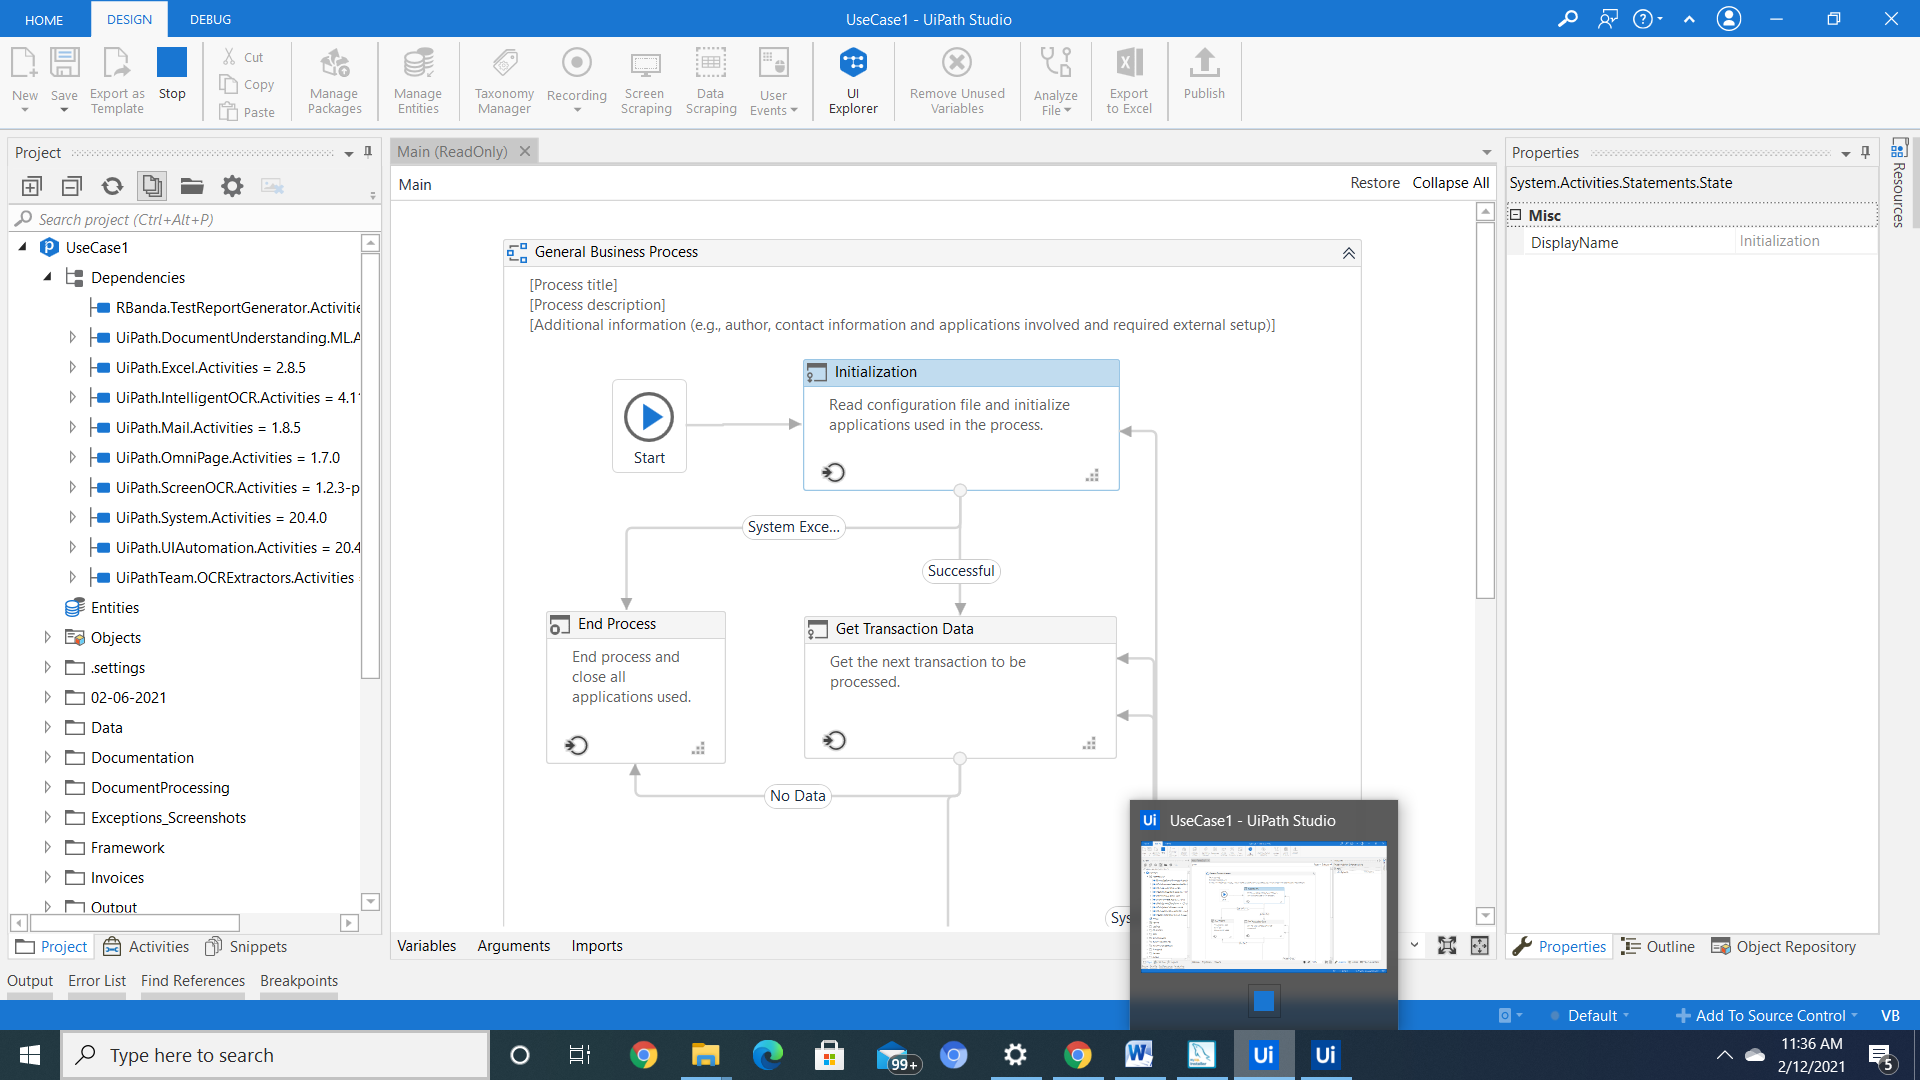 HOME
DESIGN
DEBUG
UseCase1 - UiPath Studio
New
Save
Export as
Template
Stop
Cut
Copy
Paste
Manage
Packages
Manage
Entities
Taxonomy
Manager
Recording
Screen
Scraping
Data
Scraping
User
Events
UI
Explorer
Remove Unused
Variables
Analyze
File
Export
to Excel
Publish
Project
Search project (Ctrl+Alt+P)
UseCase1
Dependencies
RBanda.TestReportGenerator.Activitie
UiPath.DocumentUnderstanding.ML.A
UiPath.Excel.Activities = 2.8.5
UiPath.IntelligentOCR.Activities = 4.1
UiPath.Mail.Activities = 1.8.5
UiPath.OmniPage.Activities = 1.7.0
UiPath.ScreenOCR.Activities = 1.2.3-p
UiPath.System.Activities = 20.4.0
UiPath.UIAutomation.Activities = 20.4
UiPathTeam.OCRExtractors.Activities
Entities
Objects
.settings
02-06-2021
Data
Documentation
DocumentProcessing
Exceptions_Screenshots
Framework
Invoices
Output
Project
Activities
Snippets
Main (ReadOnly)
Main
Restore
Collapse All
General Business Process
[Process title]
[Process description]
[Additional information (e.g., author, contact information and applications involved and required external setup)]
Start
Initialization
Read configuration file and initialize
applications used in the process.
System Exce...
Successful
End Process
End process and
close all
applications used.
Get Transaction Data
Get the next transaction to be
processed.
No Data
Sys
Ui
UseCase1 - UiPath Studio
Variables
Arguments
Imports
Properties
System.Activities.Statements.State
Misc
DisplayName
Initialization
Resources
Properties
Outline
Object Repository
Output
Error List
Find References
Breakpoints
Default
Add To Source Control
VB
Type here to search
99+
Ui
Ui
11:36 AM
2/12/2021
5